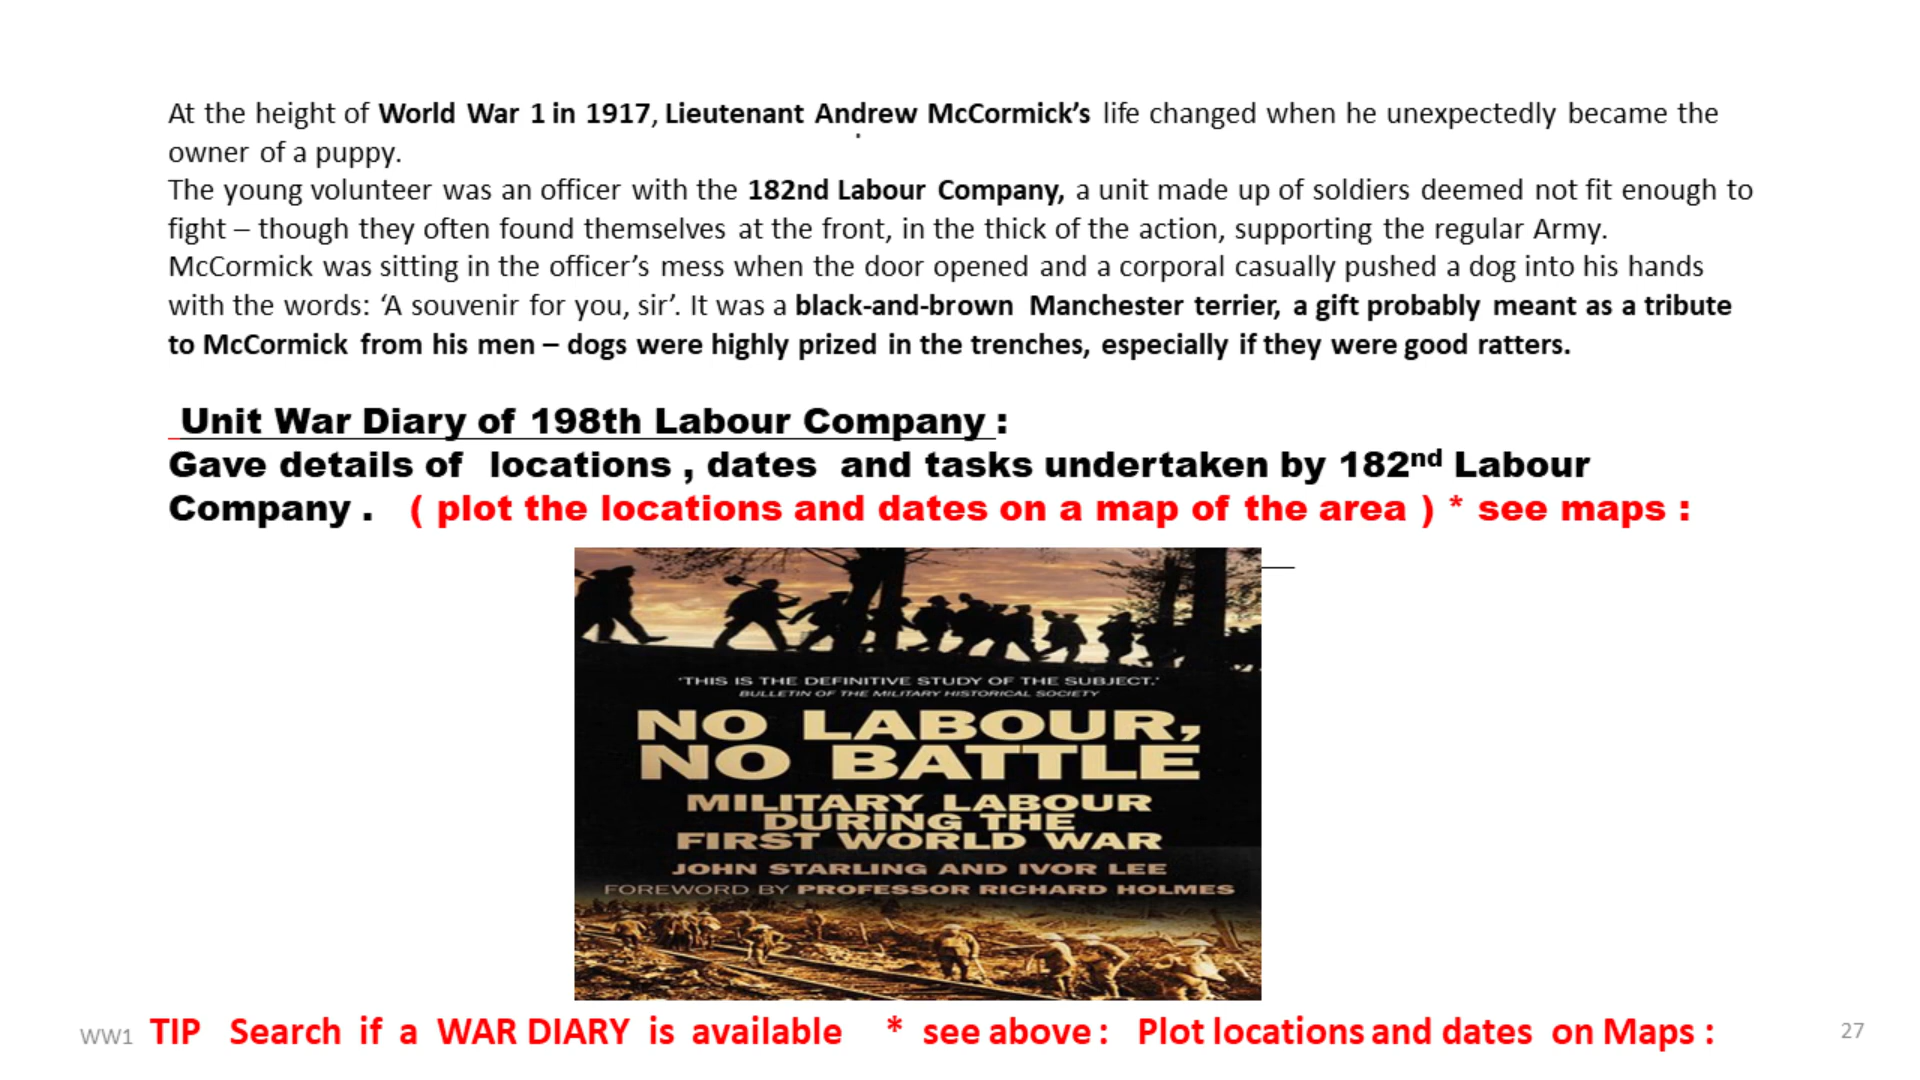 At the height of World War 1 in 1917, Lieutenant Andrew McCormick’s life changed when he unexpectedly became the
owner of a puppy.
The young volunteer was an officer with the 182nd Labour Company, a unit made up of soldiers deemed not fit enough to
fight – though they often found themselves at the front, in the thick of the action, supporting the regular Army.
McCormick was sitting in the officer’s mess when the door opened and a corporal casually pushed a dog into his hands
with the words: ‘A souvenir for you, sir’. It was a black-and-brown Manchester terrier, a gift probably meant as a tribute
to McCormick from his men – dogs were highly prized in the trenches, especially if they were good ratters.
Unit War Diary of 198th Labour Company :
Gave details of locations , dates and tasks undertaken by 182nd Labour
Company . ( plot the locations and dates on a map of the area ) * see maps :
'THIS IS THE DEFINITIVE STUDY OF THE SUBJECT.'
BULLETIN OF THE MILITARY HISTORICAL SOCIETY
NO LABOUR,
NO BATTLE
MILITARY LABOUR
DURING THE
FIRST WORLD WAR
JOHN STARLING AND IVOR LEE
FOREWORD BY PROFESSOR RICHARD HOLMES
WW1 TIP Search if a WAR DIARY is available * see above : Plot locations and dates on Maps : 27